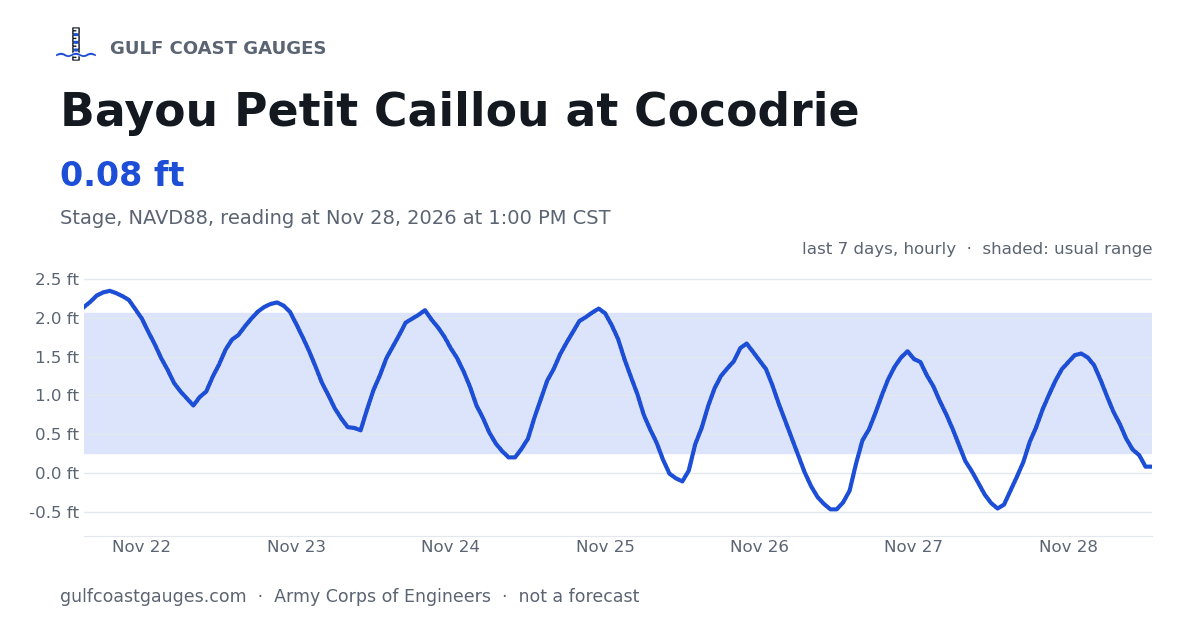 GULF COAST GAUGES
Bayou Petit Caillou at Cocodrie
0.08 ft
Stage, NAVD88, reading at Nov 28, 2026 at 1:00 PM CST
last 7 days, hourly · shaded: usual range
2.5 ft
2.0 ft
1.5 ft
1.0 ft
0.5 ft
0.0 ft
-0.5 ft
Nov 22 Nov 23 Nov 24 Nov 25 Nov 26 Nov 27 Nov 28
gulfcoastgauges.com · Army Corps of Engineers · not a forecast